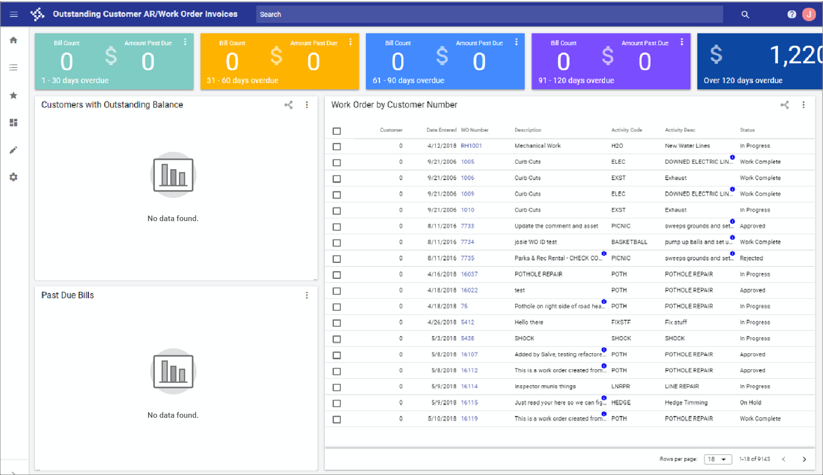 Outstanding Customer AR/Work Order Invoices
Search
J
Bill Count Amount Past Due
0 $ 0
1 - 30 days overdue
Bill Count Amount Past Due
0 $ 0
31 - 60 days overdue
Bill Count Amount Past Due
0 $ 0
61 - 90 days overdue
Bill Count Amount Past Due
0 $ 0
91 - 120 days overdue
$ 1,220
Over 120 days overdue
Customers with Outstanding Balance
No data found.
Past Due Bills
No data found.
Work Order by Customer Number
Customer Date Entered WO Number Description Activity Code Activity Desc Status
0 4/12/2018 RH1001 Mechanical Work H2O New Water Lines In Progress
0 9/21/2006 1005 Curb Cuts ELEC DOWNED ELECTRIC LIN... Work Complete
0 9/21/2006 1006 Curb Cuts EXST Exhaust Work Complete
0 9/21/2006 1009 Curb Cuts ELEC DOWNED ELECTRIC LIN... Work Complete
0 9/21/2006 1010 Curb Cuts EXST Exhaust In Progress
0 8/11/2016 7733 Update the comment and asset PICNIC sweeps grounds and set... Approved
0 8/11/2016 7734 josie WO ID test BASKETBALL pump up balls and set u... Work Complete
0 8/11/2016 7735 Parks & Rec Rental - CHECK CO... PICNIC sweeps grounds and set... Rejected
0 4/16/2018 16037 POTHOLE REPAIR POTH POTHOLE REPAIR In Progress
0 4/18/2018 16022 test POTH POTHOLE REPAIR Approved
0 4/18/2018 76 Pothole on right side of road hea... POTH POTHOLE REPAIR In Progress
0 4/26/2018 5412 Hello there FIXSTF Fix stuff In Progress
0 5/3/2018 5438 SHOCK SHOCK SHOCK In Progress
0 5/8/2018 16107 Added by Salve, testing refactore... POTH POTHOLE REPAIR Approved
0 5/8/2018 16112 This is a work order created from... POTH POTHOLE REPAIR Approved
0 5/9/2018 16114 Inspector munis things LNRPR LINE REPAIR In Progress
0 5/9/2018 16115 Just read your here so we can fig... HEDGE Hedge Timming On Hold
0 5/10/2018 16119 This is a work order created from... POTH POTHOLE REPAIR Work Complete
Rows per page: 18 1-18 of 9143